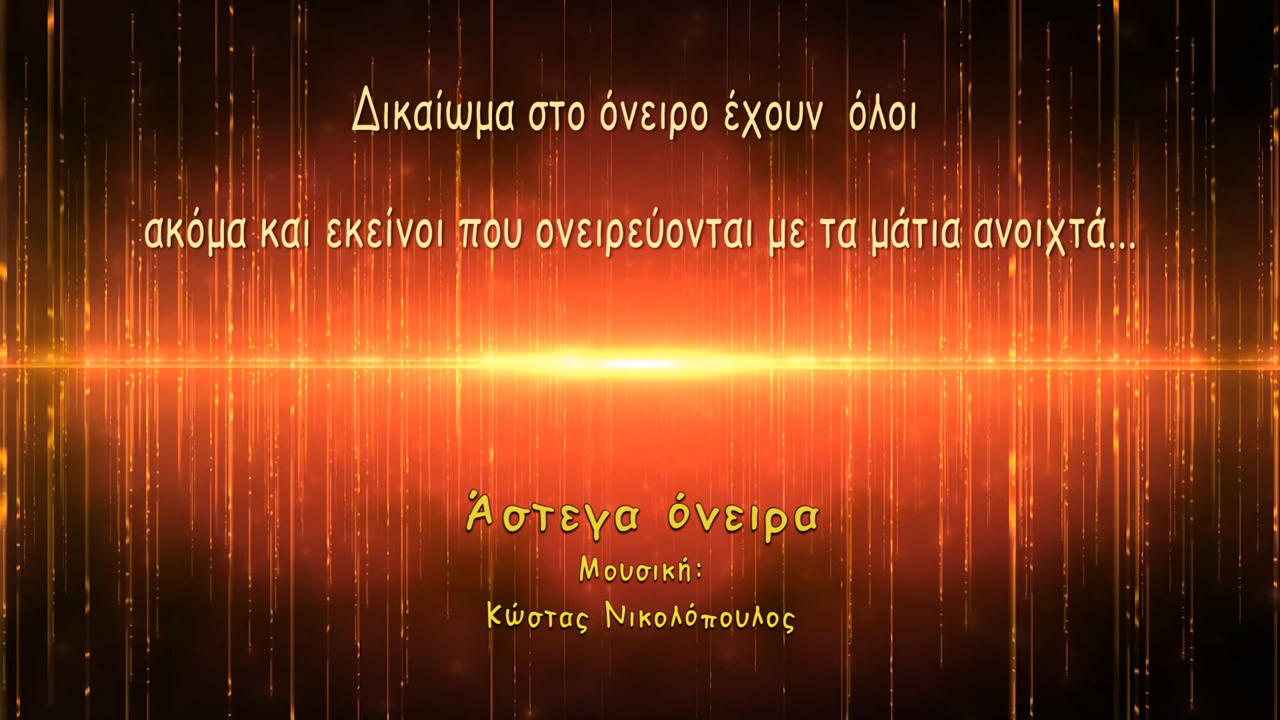 Δικαίωμα στο όνειρο έχουν όλοι
ακόμα και εκείνοι που ονειρεύονται με τα μάτια ανοιχτά...
Άστεγα όνειρα
Μουσική:
Κώστας Νικολόπουλος